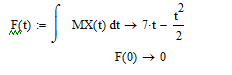 F(t) := ∫ MX(t) dt → 7·t − t²/2
F(0) → 0